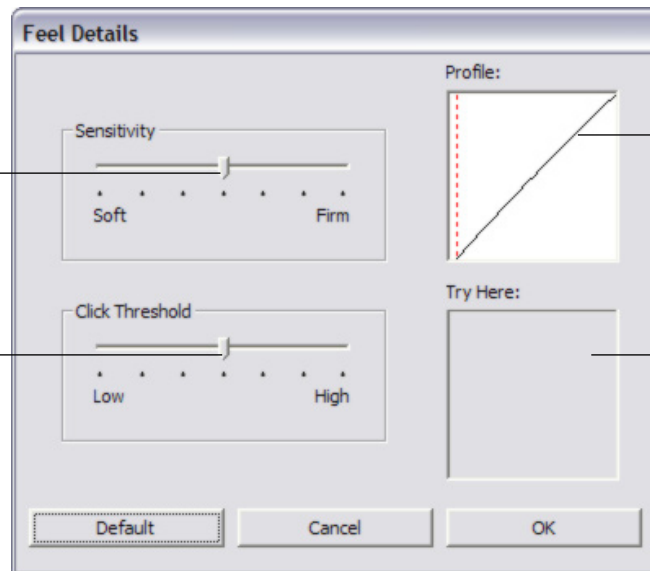 Feel Details
Profile:
Sensitivity
Soft Firm
Try Here:
Click Threshold
Low High
Default Cancel OK